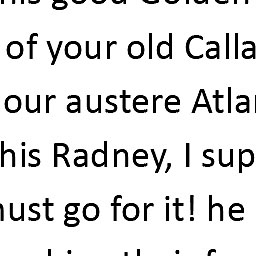 his good Golden
of your old Calla
our austere Atla
his Radney, I sup
must go for it! he